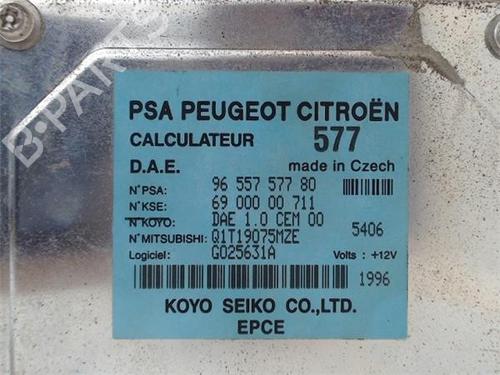 B-PARTS
PSA PEUGEOT CITROËN
CALCULATEUR 577
D.A.E. made in Czech
N°PSA: 96 557 577 80
N°KSE: 69 000 00 711
N°KOYO: DAE 1.0 CEM 00
5406
N°MITSUBISHI: Q1T19075MZE
Logiciel: G025631A Volts : +12V
1996
KOYO SEIKO CO.,LTD.
EPCE